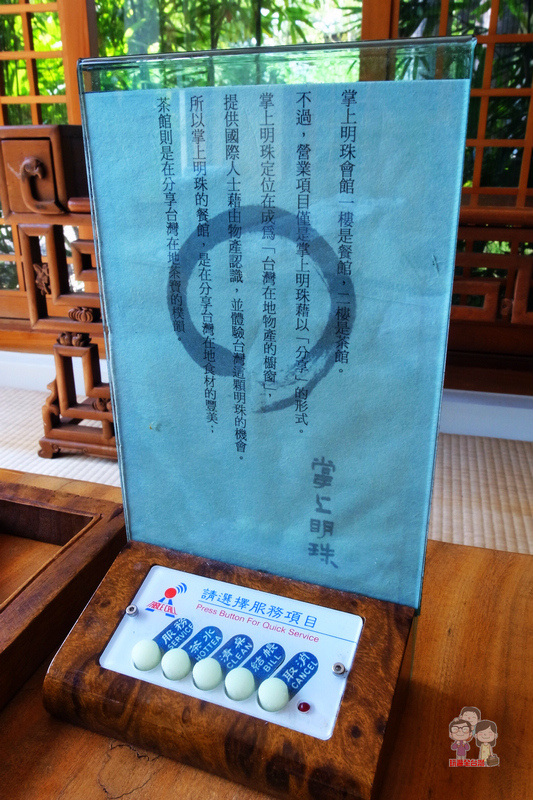 掌上明珠會館一樓是餐館，二樓是茶館。
不過，營業項目僅是掌上明珠藉以「分享」的形式。
掌上明珠定位在成為「台灣在地物產的櫥窗」，
提供國際人士藉由物產認識，並體驗台灣這顆明珠的機會。
所以掌上明珠的餐館，是在分享台灣在地食材的豐美；
茶館則是在分享台灣在地茶寶的樸韻。
掌上明珠
請選擇服務項目
Press Button For Quick Service
服務 SERVICE
茶水 HOTTEA
清桌 CLEAN
結帳 BILL
取消 CANCEL